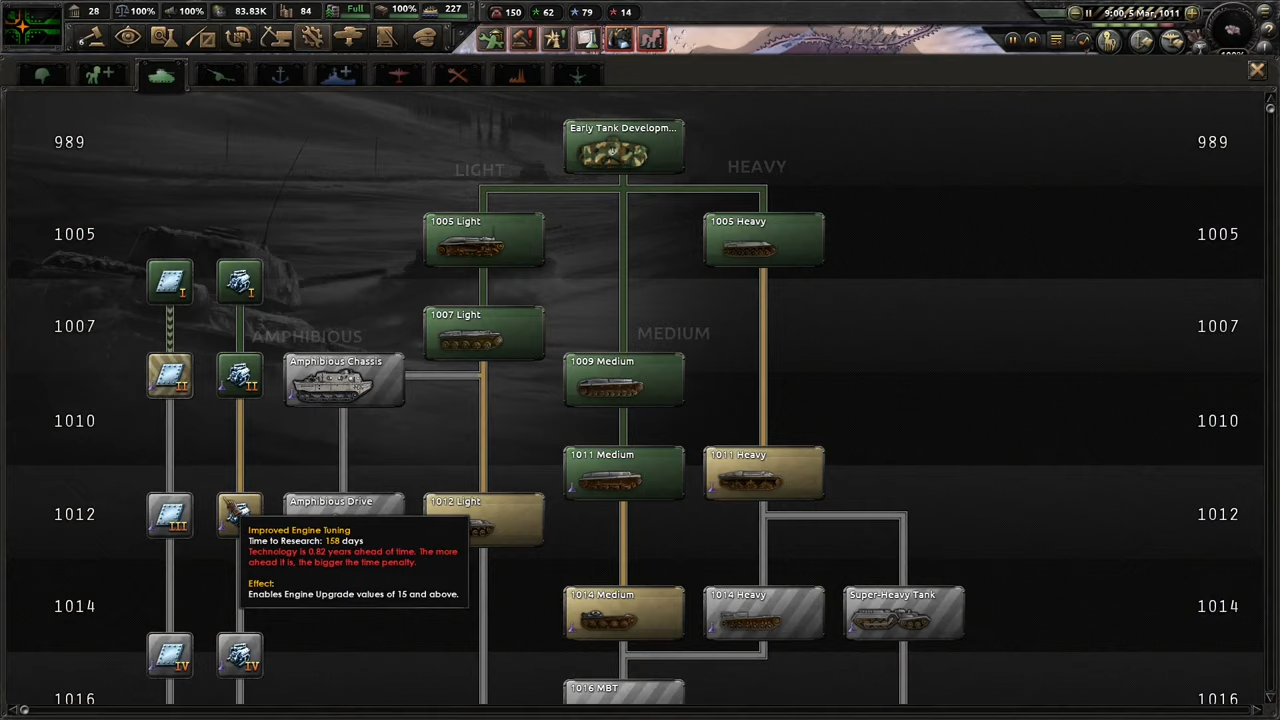 28 100% 100% 83.83K 84 Full 100% 227 150 62 79 14 9:00, 5 Mar, 1011
989 Early Tank Developm... 989
LIGHT HEAVY
1005 1005 Light 1005 Heavy 1005
I I
1007 1007 Light 1007
AMPHIBIOUS MEDIUM
Amphibious Chassis 1009 Medium
II II
1010 1010
1011 Medium 1011 Heavy
Amphibious Drive 1012 Light
1012 III 1012
Improved Engine Tuning
Time to Research: 158 days
Technology is 0.82 years ahead of time. The more
ahead it is, the bigger the time penalty.
Effect:
Enables Engine Upgrade values of 15 and above.
1014 1014 Medium 1014 Heavy Super-Heavy Tank 1014
IV IV
1016 1016 MBT 1016